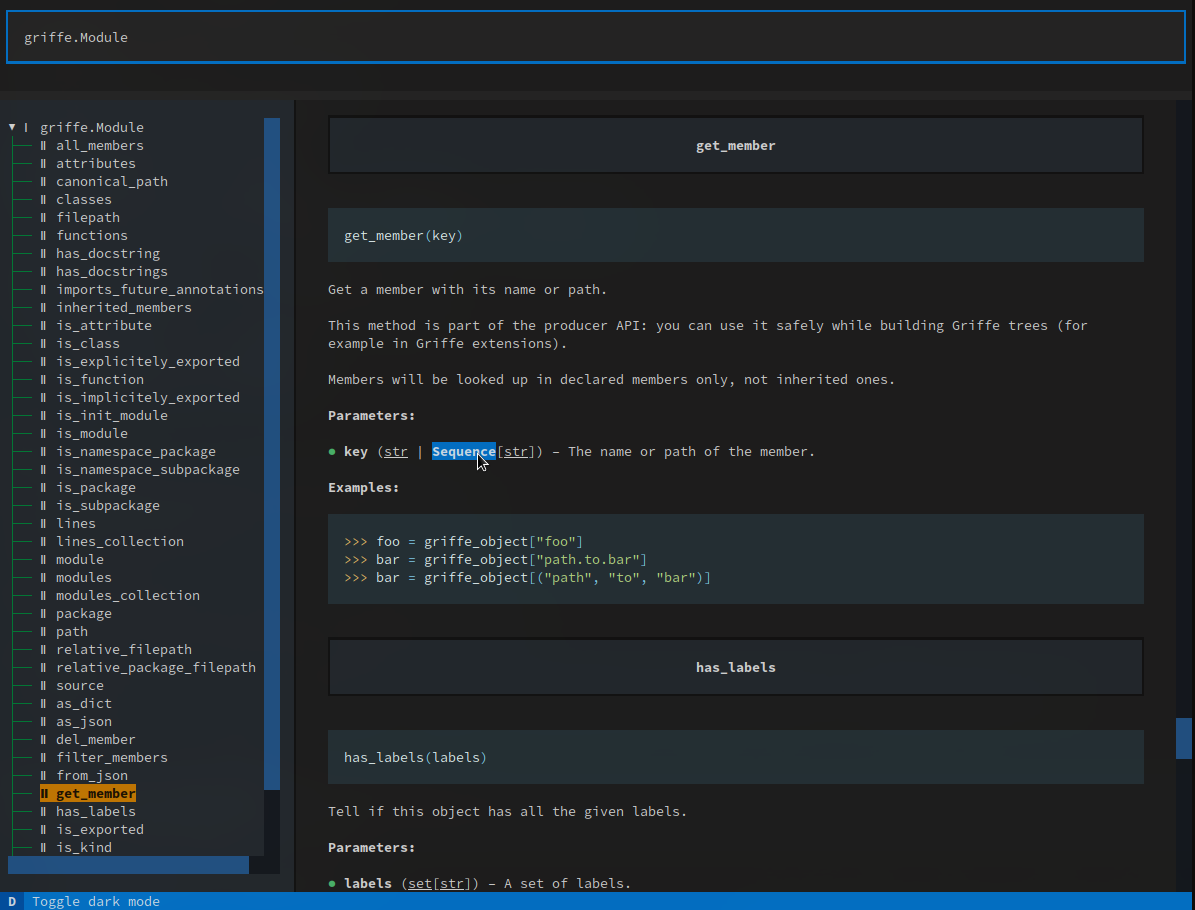 griffe.Module
▼ Ⅰ griffe.Module
Ⅱ all_members
Ⅱ attributes
Ⅱ canonical_path
Ⅱ classes
Ⅱ filepath
Ⅱ functions
Ⅱ has_docstring
Ⅱ has_docstrings
Ⅱ imports_future_annotations
Ⅱ inherited_members
Ⅱ is_attribute
Ⅱ is_class
Ⅱ is_explicitely_exported
Ⅱ is_function
Ⅱ is_implicitely_exported
Ⅱ is_init_module
Ⅱ is_module
Ⅱ is_namespace_package
Ⅱ is_namespace_subpackage
Ⅱ is_package
Ⅱ is_subpackage
Ⅱ lines
Ⅱ lines_collection
Ⅱ module
Ⅱ modules
Ⅱ modules_collection
Ⅱ package
Ⅱ path
Ⅱ relative_filepath
Ⅱ relative_package_filepath
Ⅱ source
Ⅱ as_dict
Ⅱ as_json
Ⅱ del_member
Ⅱ filter_members
Ⅱ from_json
Ⅱ get_member
Ⅱ has_labels
Ⅱ is_exported
Ⅱ is_kind
get_member
get_member(key)
Get a member with its name or path.
This method is part of the producer API: you can use it safely while building Griffe trees (for
example in Griffe extensions).
Members will be looked up in declared members only, not inherited ones.
Parameters:
● key (str | Sequence[str]) – The name or path of the member.
Examples:
>>> foo = griffe_object["foo"]
>>> bar = griffe_object["path.to.bar"]
>>> bar = griffe_object[("path", "to", "bar")]
has_labels
has_labels(labels)
Tell if this object has all the given labels.
Parameters:
● labels (set[str]) – A set of labels.
D Toggle dark mode